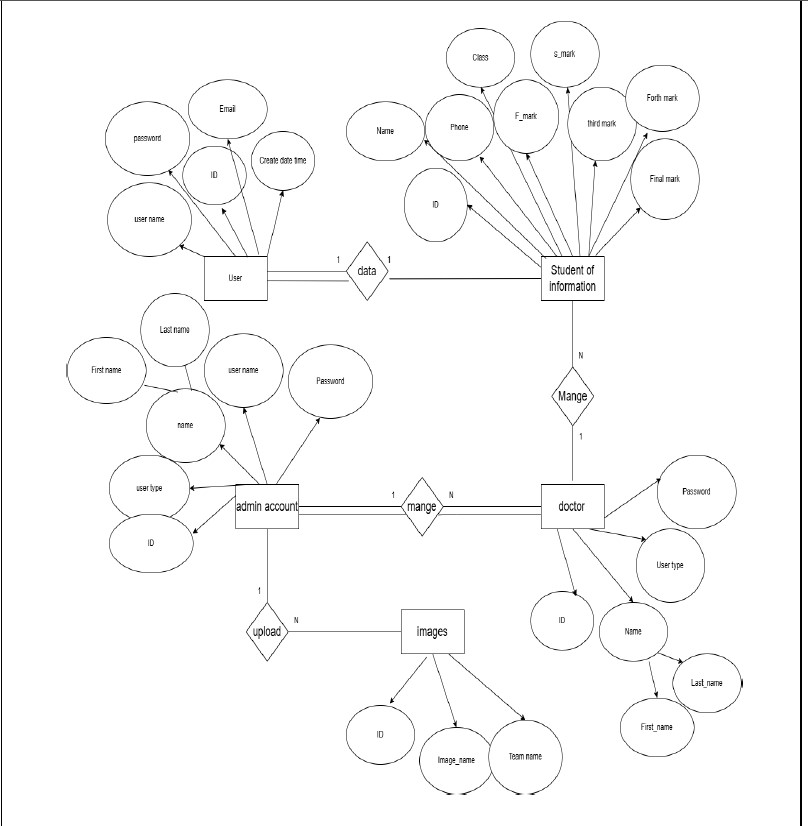 Class
s_mark
Email
password
ID
Create date time
Name
Phone
F_mark
third mark
Forth mark
Final mark
user name
ID
User
1
data
1
Student of
information
Last name
First name
user name
Password
name
N
Mange
1
user type
admin account
1
mange
N
doctor
Password
ID
User type
1
upload
N
images
ID
Name
Last_name
First_name
ID
Image_name
Team name